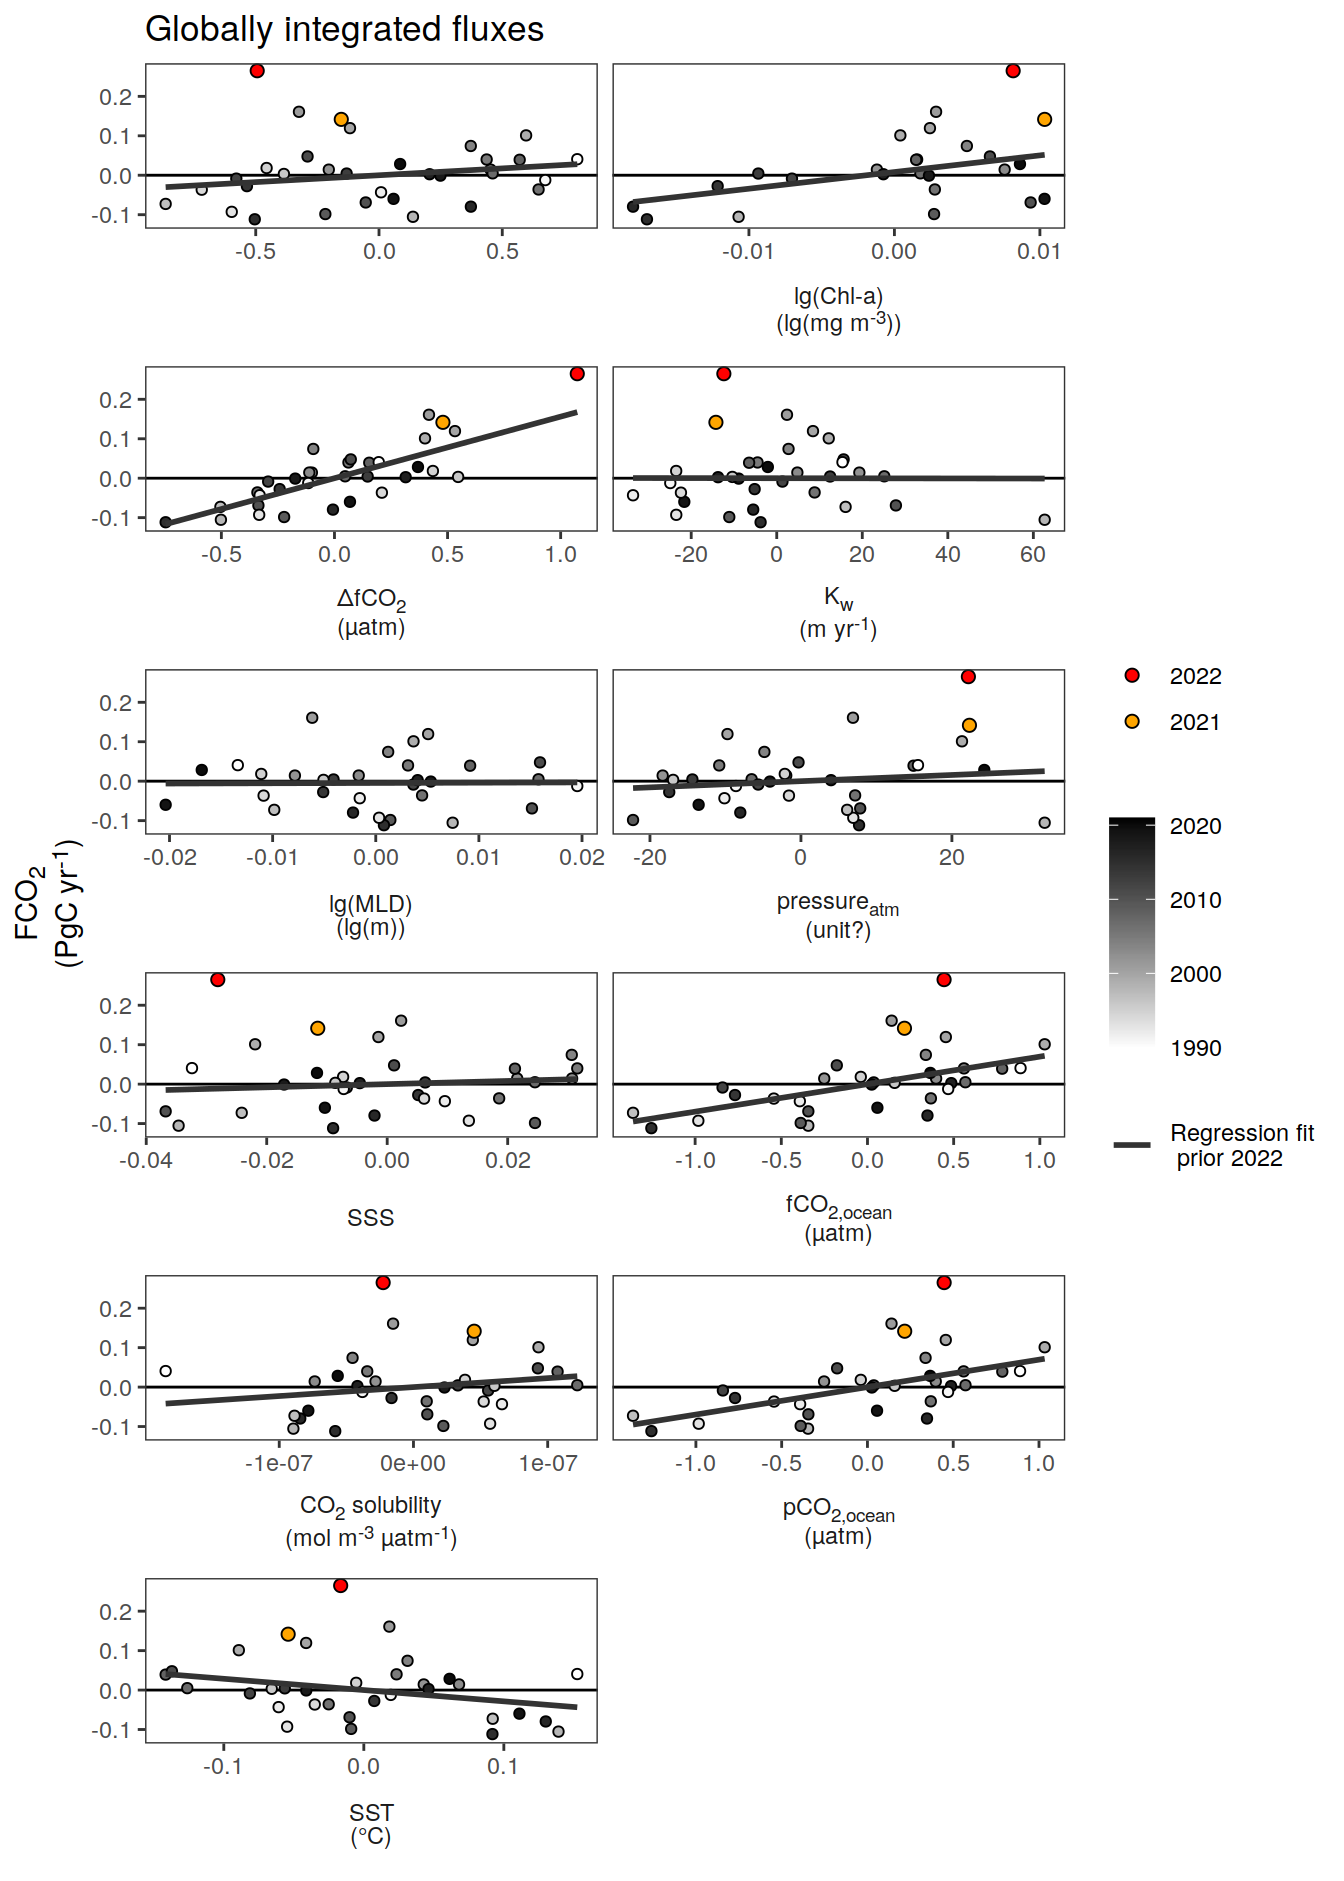 Globally integrated fluxes
0.2
0.1
0.0
-0.1
-0.5 0.0 0.5
-0.01 0.00 0.01
lg(Chl-a)
(lg(mg m-3))
0.2
0.1
0.0
-0.1
-0.5 0.0 0.5 1.0
-20 0 20 40 60
ΔfCO2
(µatm)
Kw
(m yr-1)
0.2
0.1
0.0
-0.1
-0.02 -0.01 0.00 0.01 0.02
-20 0 20
lg(MLD)
(lg(m))
pressureatm
(unit?)
FCO2
(PgC yr-1)
0.2
0.1
0.0
-0.1
-0.04 -0.02 0.00 0.02
-1.0 -0.5 0.0 0.5 1.0
SSS
fCO2,ocean
(µatm)
0.2
0.1
0.0
-0.1
-1e-07 0e+00 1e-07
-1.0 -0.5 0.0 0.5 1.0
CO2 solubility
(mol m-3 µatm-1)
pCO2,ocean
(µatm)
0.2
0.1
0.0
-0.1
-0.1 0.0 0.1
SST
(°C)
2022
2021
2020
2010
2000
1990
Regression fit
prior 2022